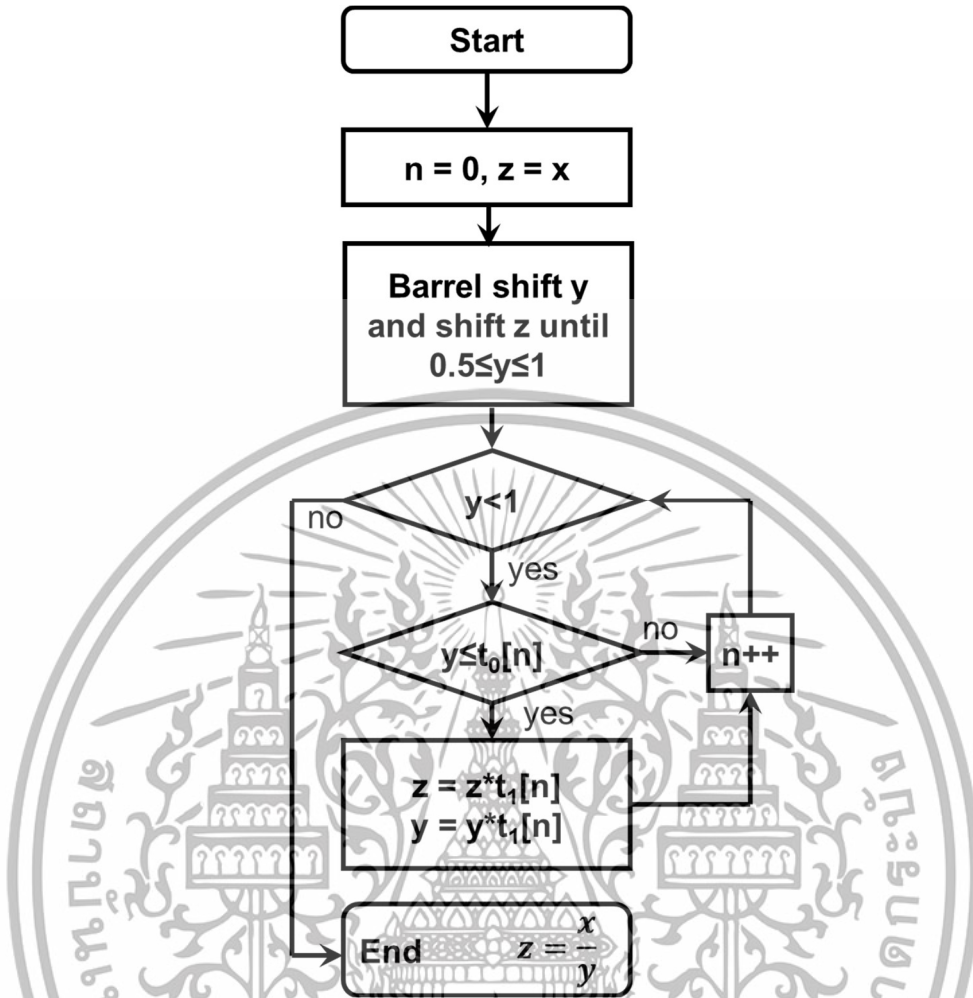 Start
n = 0, z = x
Barrel shift y
and shift z until
0.5≤y≤1
y<1
no
yes
y≤t₀[n]
no
n++
yes
z = z*t₁[n]
y = y*t₁[n]
End z = x/y